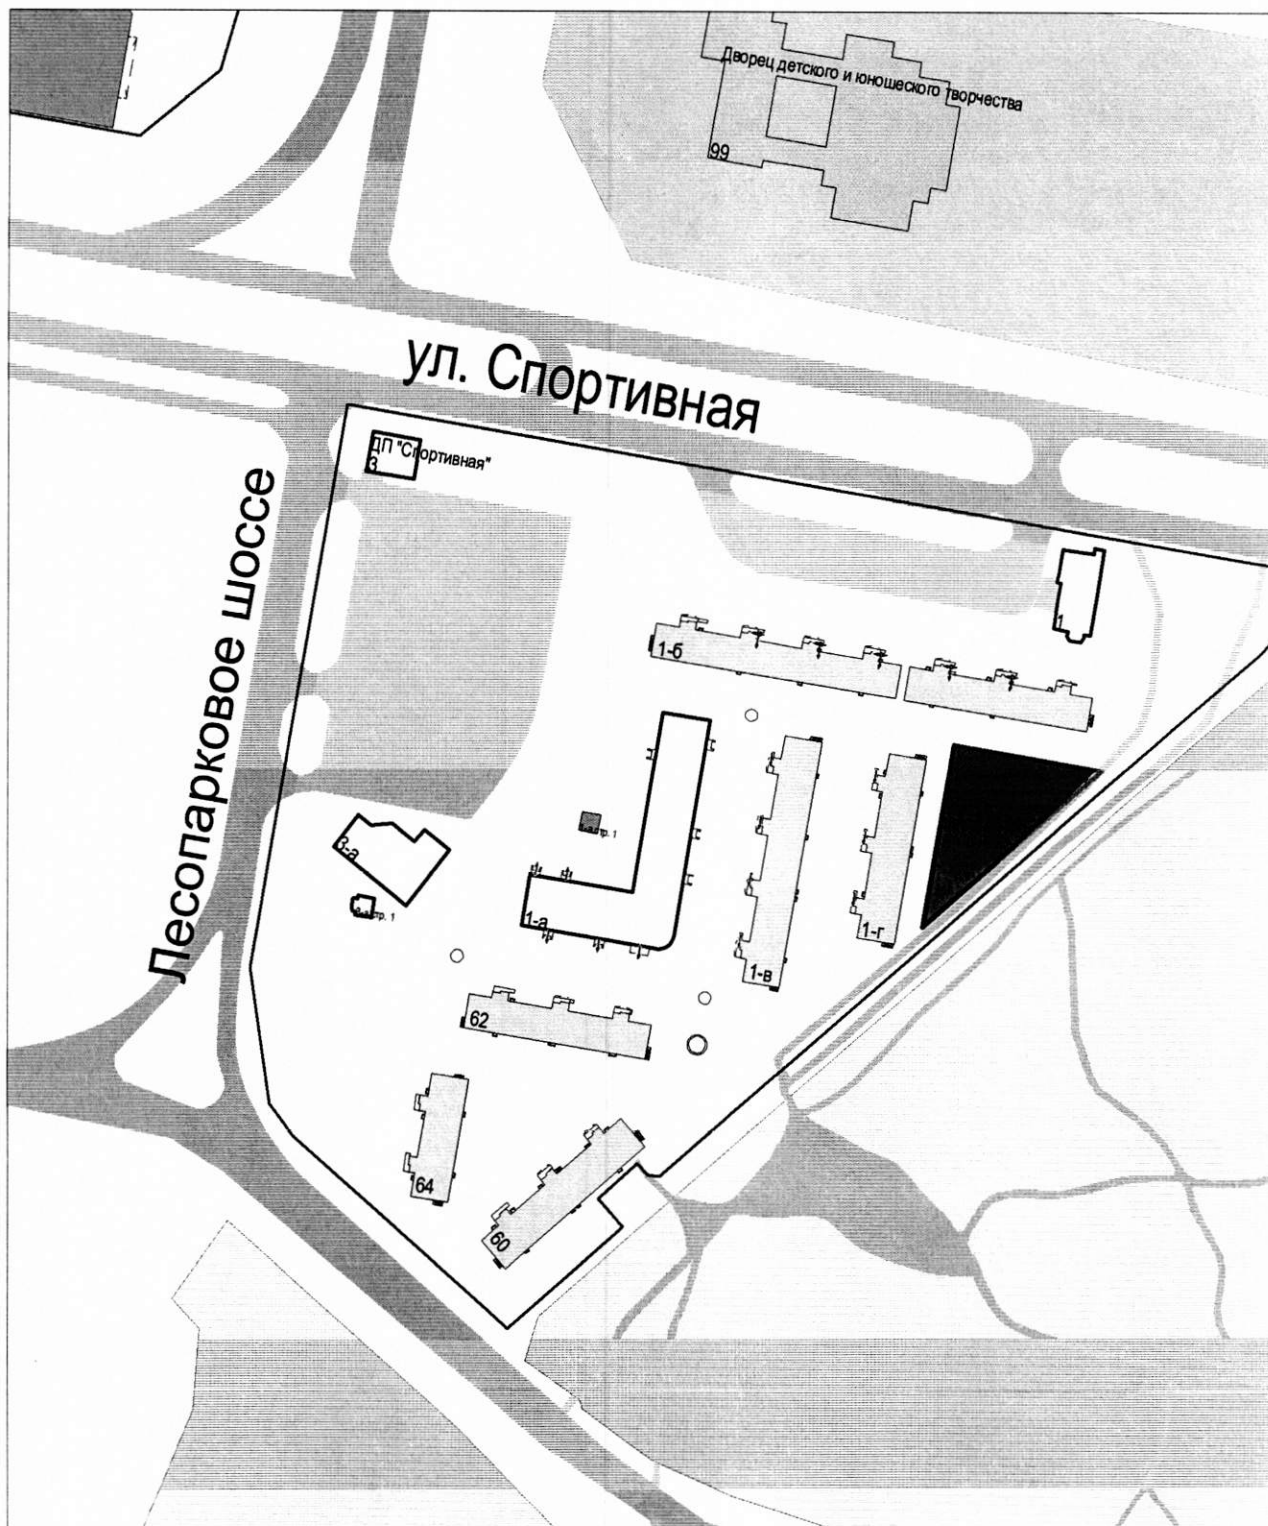 Дворец детского и юношеского творчества
99
ул. Спортивная
ДП "Спортивная"
3
Лесопарковое шоссе
1
1-б
3-а
1-а
1-г
1-в
62
64
60